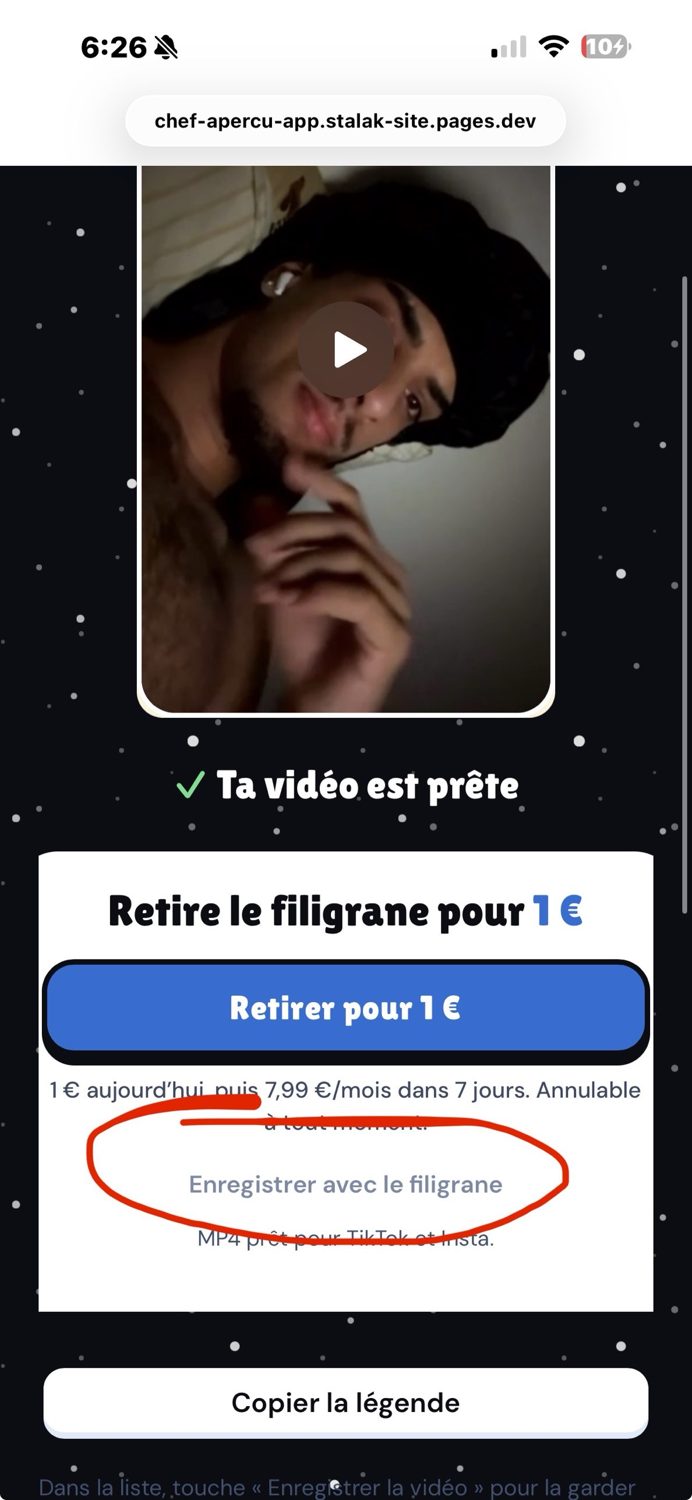 6:26
10
chef-apercu-app.stalak-site.pages.dev
✓ Ta vidéo est prête
Retire le filigrane pour 1 €
Retirer pour 1 €
1 € aujourd’hui, puis 7,99 €/mois dans 7 jours. Annulable
à tout moment.
Enregistrer avec le filigrane
MP4 prêt pour TikTok et Insta.
Copier la légende
Dans la liste, touche « Enregistrer la vidéo » pour la garder